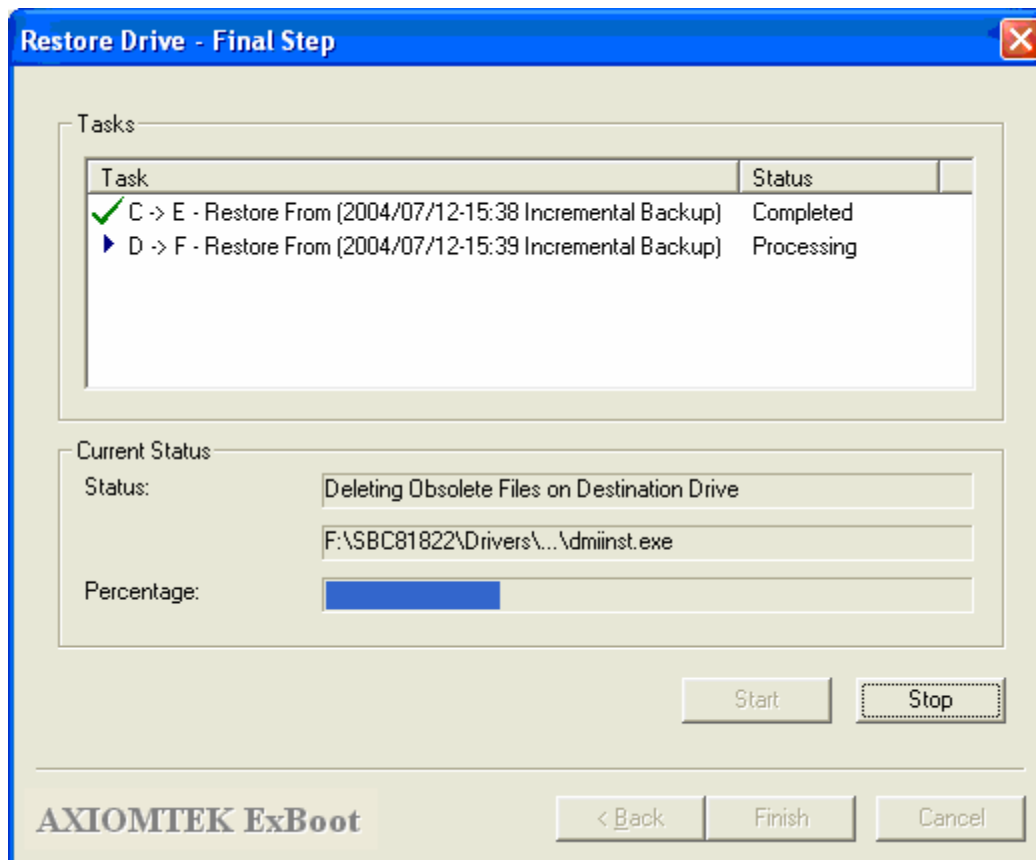 Restore Drive - Final Step
Tasks
Task Status
C -> E - Restore From (2004/07/12-15:38 Incremental Backup) Completed
D -> F - Restore From (2004/07/12-15:39 Incremental Backup) Processing
Current Status
Status: Deleting Obsolete Files on Destination Drive
F:\SBC81822\Drivers\...\dmiinst.exe
Percentage:
Start Stop
AXIOMTEK ExBoot < Back Finish Cancel